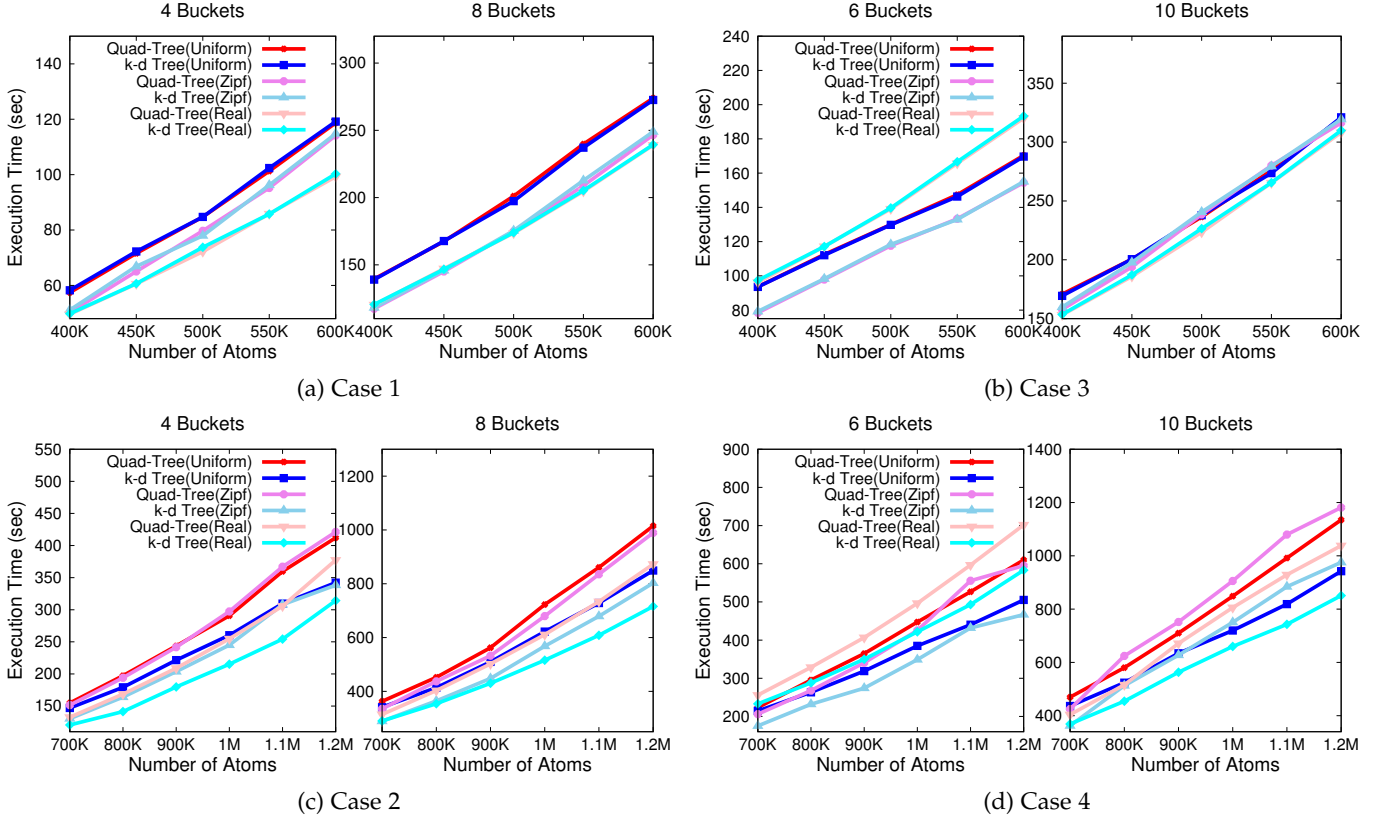 4 Buckets
8 Buckets
Execution Time (sec)
140
120
100
80
60
Quad-Tree(Uniform)
k-d Tree(Uniform)
Quad-Tree(Zipf)
k-d Tree(Zipf)
Quad-Tree(Real)
k-d Tree(Real)
400K 450K 500K 550K 600K
Number of Atoms
300
250
200
150
400K 450K 500K 550K 600K
Number of Atoms
(a) Case 1
6 Buckets
10 Buckets
Execution Time (sec)
240
220
200
180
160
140
120
100
80
Quad-Tree(Uniform)
k-d Tree(Uniform)
Quad-Tree(Zipf)
k-d Tree(Zipf)
Quad-Tree(Real)
k-d Tree(Real)
400K 450K 500K 550K 600K
Number of Atoms
350
300
250
200
150
400K 450K 500K 550K 600K
Number of Atoms
(b) Case 3
4 Buckets
8 Buckets
Execution Time (sec)
550
500
450
400
350
300
250
200
150
Quad-Tree(Uniform)
k-d Tree(Uniform)
Quad-Tree(Zipf)
k-d Tree(Zipf)
Quad-Tree(Real)
k-d Tree(Real)
700K 800K 900K 1M 1.1M 1.2M
Number of Atoms
1200
1000
800
600
400
700K 800K 900K 1M 1.1M 1.2M
Number of Atoms
(c) Case 2
6 Buckets
10 Buckets
Execution Time (sec)
900
800
700
600
500
400
300
200
Quad-Tree(Uniform)
k-d Tree(Uniform)
Quad-Tree(Zipf)
k-d Tree(Zipf)
Quad-Tree(Real)
k-d Tree(Real)
700K 800K 900K 1M 1.1M 1.2M
Number of Atoms
1400
1200
1000
800
600
400
700K 800K 900K 1M 1.1M 1.2M
Number of Atoms
(d) Case 4